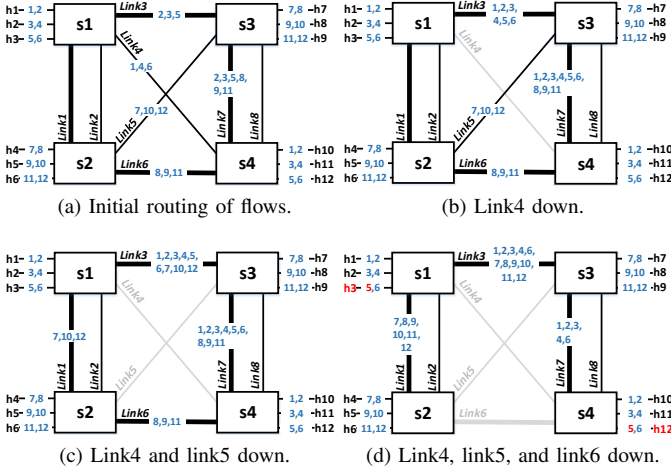 h1- 1,2
h2- 3,4
h3- 5,6
s1
Link3
2,3,5
s3
7,8 -h7
9,10 -h8
11,12 -h9
Link4
1,4,6
2,3,5,8,
9,11
7,10,12
Link1
Link2
Link5
Link7
Link8
h4- 7,8
h5- 9,10
h6- 11,12
s2
Link6
8,9,11
s4
1,2 -h10
3,4 -h11
5,6 -h12
(a) Initial routing of flows.
h1- 1,2
h2- 3,4
h3- 5,6
s1
Link3
1,2,3,
4,5,6
s3
7,8 -h7
9,10 -h8
11,12 -h9
Link4
1,2,3,4,5,6,
8,9,11
7,10,12
Link1
Link2
Link5
Link7
Link8
h4- 7,8
h5- 9,10
h6- 11,12
s2
Link6
8,9,11
s4
1,2 -h10
3,4 -h11
5,6 -h12
(b) Link4 down.
h1- 1,2
h2- 3,4
h3- 5,6
s1
Link3
1,2,3,4,5,
6,7,10,12
s3
7,8 -h7
9,10 -h8
11,12 -h9
Link4
7,10,12
1,2,3,4,5,6,
8,9,11
Link1
Link2
Link5
Link7
Link8
h4- 7,8
h5- 9,10
h6- 11,12
s2
Link6
8,9,11
s4
1,2 -h10
3,4 -h11
5,6 -h12
(c) Link4 and link5 down.
h1- 1,2
h2- 3,4
h3- 5,6
s1
Link3
1,2,3,4,6,
7,8,9,10,
11,12
s3
7,8 -h7
9,10 -h8
11,12 -h9
Link4
7,8,9,
10,11,
12
1,2,3,
4,6
Link1
Link2
Link5
Link7
Link8
h4- 7,8
h5- 9,10
h6- 11,12
s2
Link6
s4
1,2 -h10
3,4 -h11
5,6 -h12
(d) Link4, link5, and link6 down.